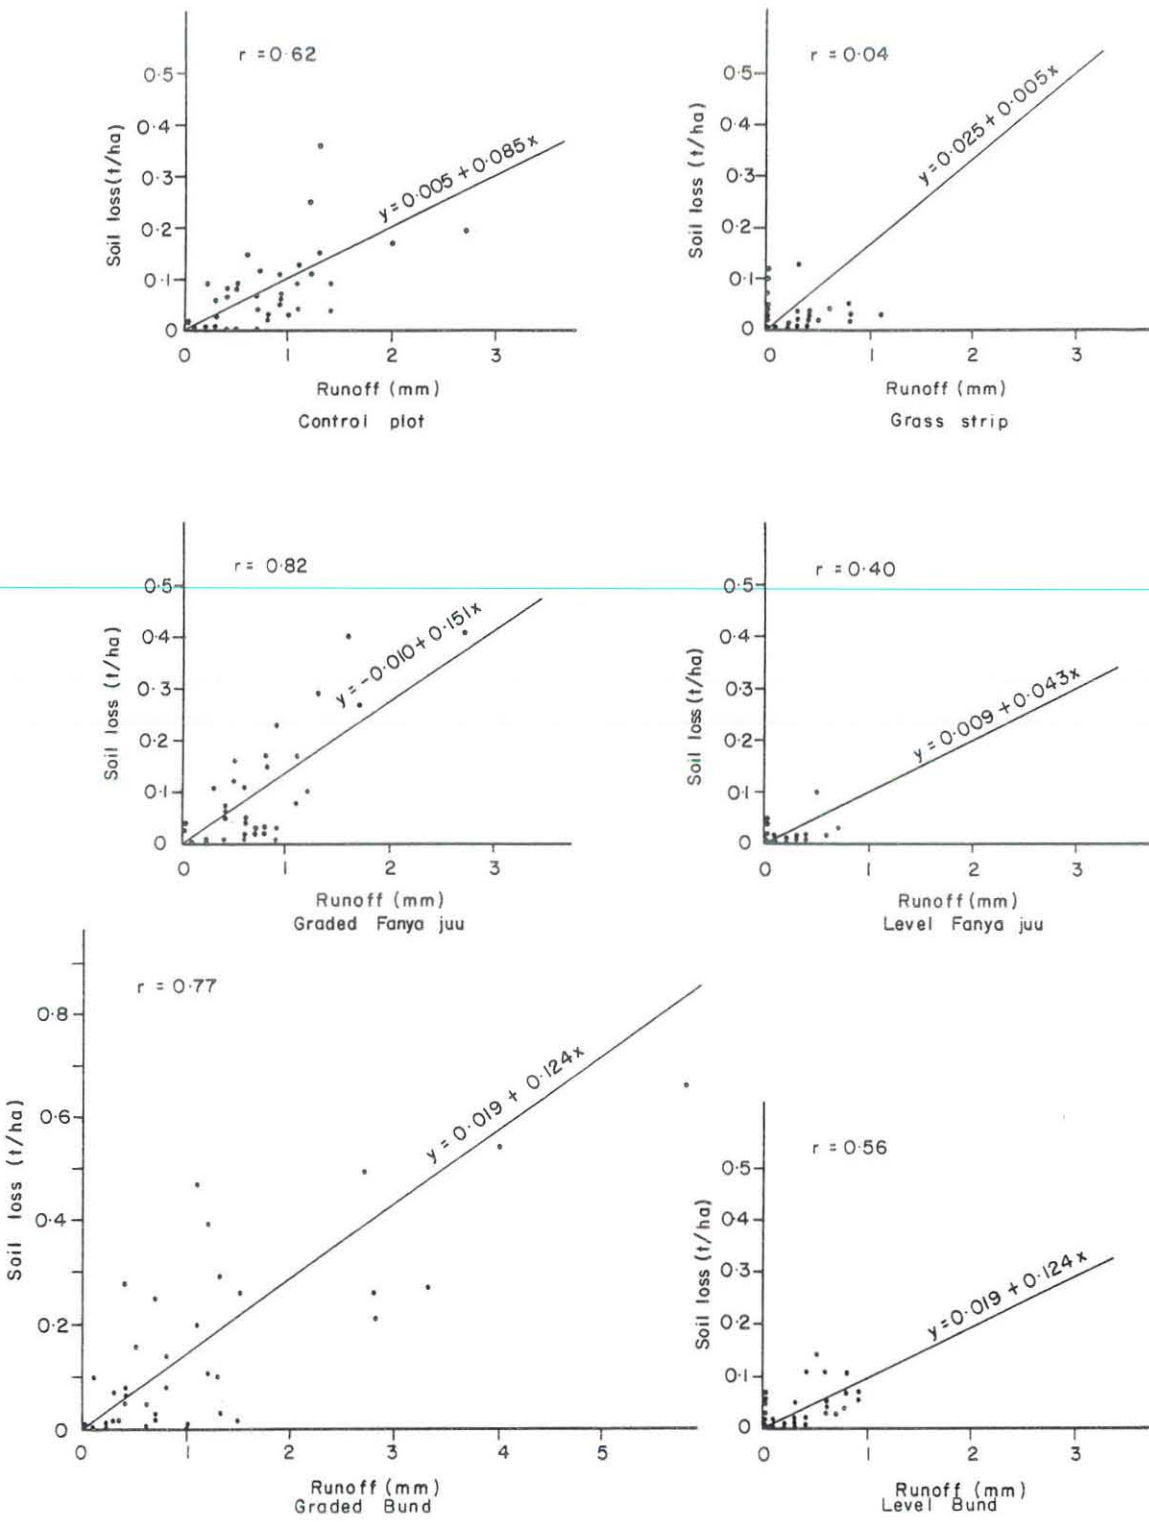 r = 0·62
0·5
0·4
0·3
0·2
0·1
0
Soil loss (t/ha)
y = 0·005 + 0·085x
0 1 2 3
Runoff (mm)
Control plot
r = 0·04
0·5
0·4
0·3
0·2
0·1
0
Soil loss (t/ha)
y = 0·025 + 0·005x
0 1 2 3
Runoff (mm)
Grass strip
r = 0·82
0·5
0·4
0·3
0·2
0·1
0
Soil loss (t/ha)
y = -0·010 + 0·151x
0 1 2 3
Runoff (mm)
Graded Fanya juu
r = 0·40
0·5
0·4
0·3
0·2
0·1
0
Soil loss (t/ha)
y = 0·009 + 0·043x
0 1 2 3
Runoff (mm)
Level Fanya juu
r = 0·77
0·8
0·6
0·4
0·2
0
Soil loss (t/ha)
y = 0·019 + 0·124x
0 1 2 3 4 5
Runoff (mm)
Graded Bund
r = 0·56
0·5
0·4
0·3
0·2
0·1
0
Soil loss (t/ha)
y = 0·019 + 0·124x
0 1 2 3
Runoff (mm)
Level Bund